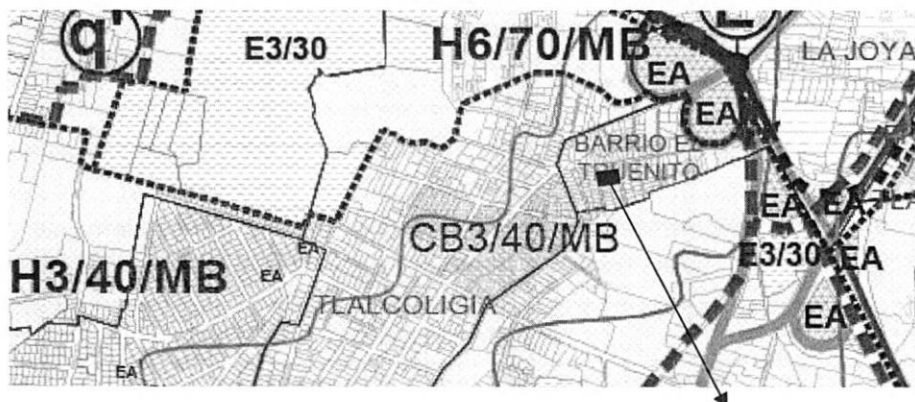 q'
E3/30
H6/70/MB
EA
LA JOYA
EA
BARRIO EL
TRUENITO
EA
EA
CB3/40/MB
EA
E3/30
EA
H3/40/MB
EA
TLALCOLIGIA
EA
EA